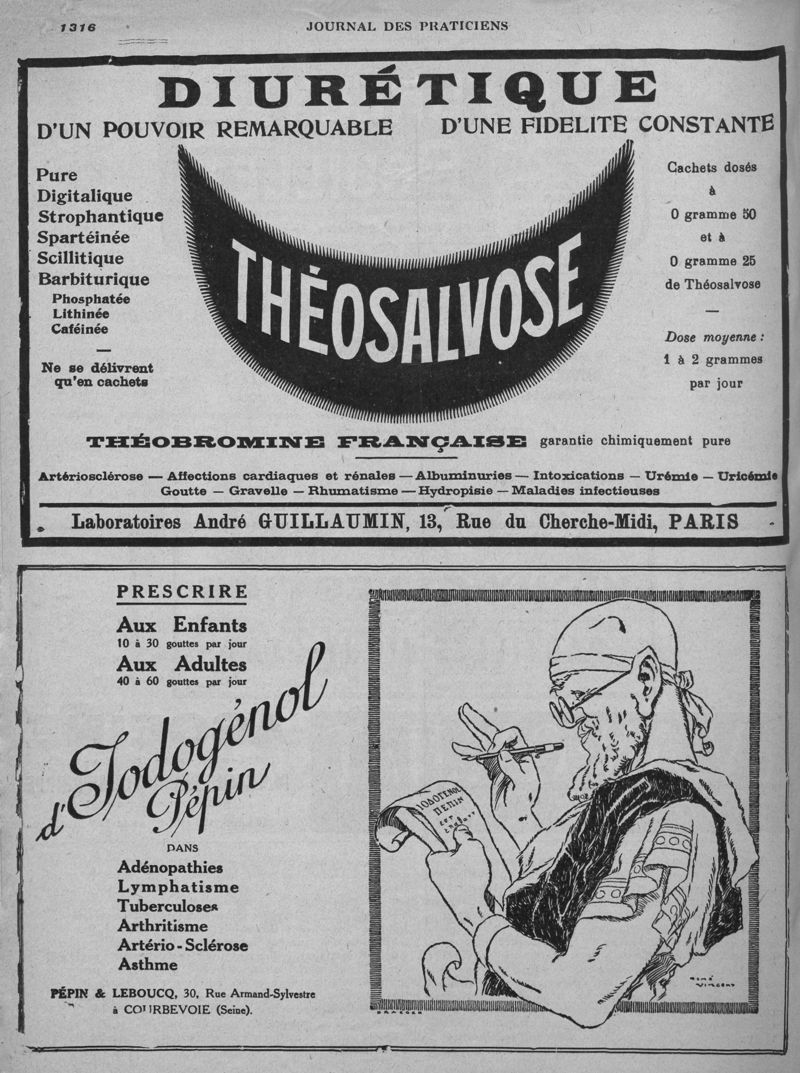 1316
JOURNAL DES PRATICIENS
DIURÉTIQUE
D'UN POUVOIR REMARQUABLE
D'UNE FIDELITE CONSTANTE
Pure
Digitalique
Strophantique
Spartéinée
Scillitique
Barbiturique
Phosphatée
Lithinée
Caféinée
Ne se délivrent
qu'en cachets
THÉOSALVOSE
Cachets dosés
à
0 gramme 50
et à
0 gramme 25
de Théosalvose
Dose moyenne :
1 à 2 grammes
par jour
THÉOBROMINE FRANÇAISE garantie chimiquement pure
Artériosclérose — Affections cardiaques et rénales — Albuminuries — Intoxications — Urémie — Uricémie
Goutte — Gravelle — Rhumatisme — Hydropisie — Maladies infectieuses
Laboratoires André GUILLAUMIN, 13, Rue du Cherche-Midi, PARIS
PRESCRIRE
Aux Enfants
10 à 30 gouttes par jour
Aux Adultes
40 à 60 gouttes par jour
d'Iodogénol
Pépin
DANS
Adénopathies
Lymphatisme
Tuberculoses
Arthritisme
Artério-Sclérose
Asthme
PÉPIN & LEBOUCQ, 30, Rue Armand-Sylvestre
à COURBEVOIE (Seine).
IODOGENOL
ПЕПИН
RENÉ
VINCENT
DRAEGER